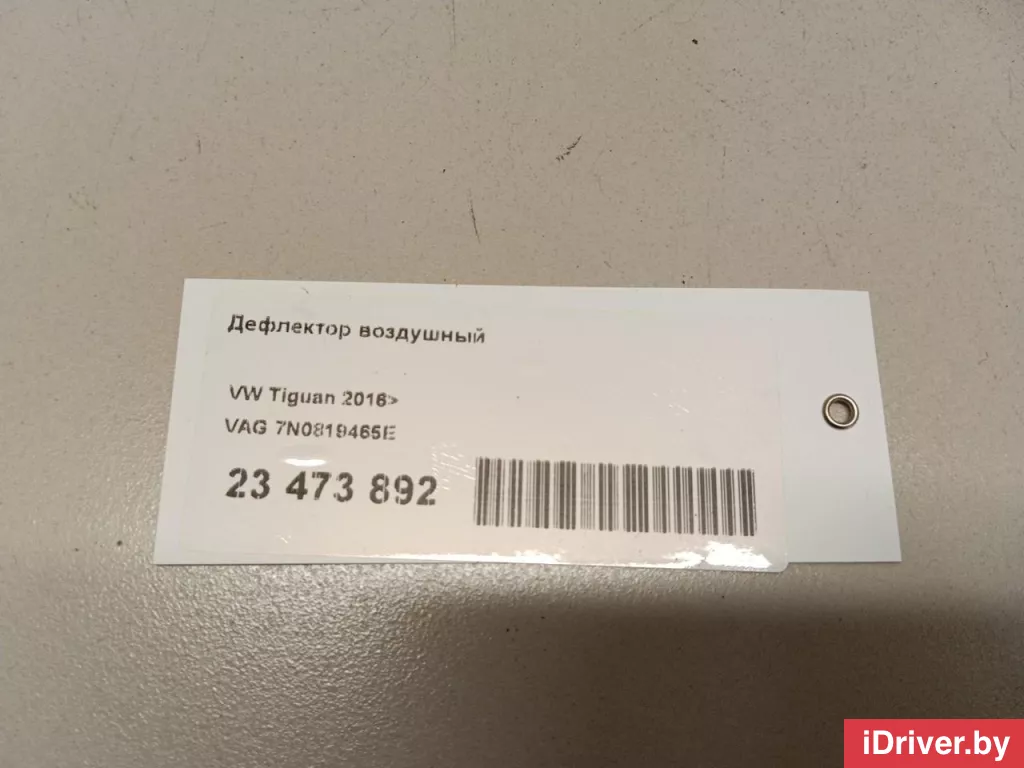 Дефлектор воздушный
VW Tiguan 2016>
VAG 7N0819465E
23 473 892
iDriver.by